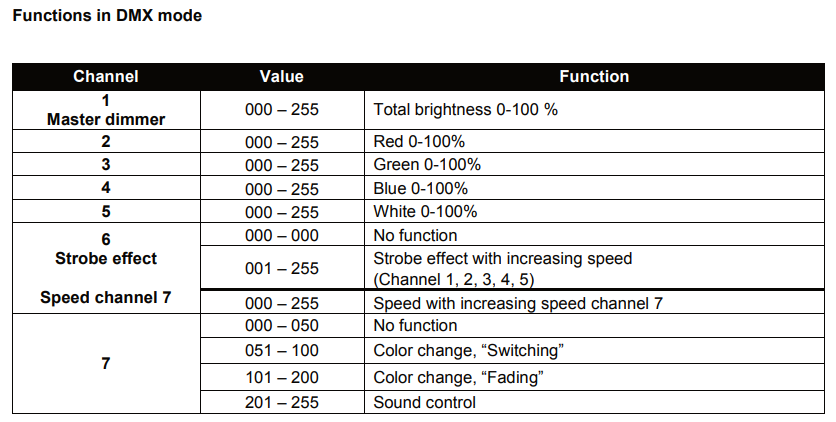 Functions in DMX mode
Channel Value Function
1
Master dimmer
000 – 255 Total brightness 0-100 %
2 000 – 255 Red 0-100%
3 000 – 255 Green 0-100%
4 000 – 255 Blue 0-100%
5 000 – 255 White 0-100%
6
Strobe effect
Speed channel 7
000 – 000 No function
001 – 255 Strobe effect with increasing speed
(Channel 1, 2, 3, 4, 5)
000 – 255 Speed with increasing speed channel 7
7
000 – 050 No function
051 – 100 Color change, “Switching”
101 – 200 Color change, “Fading”
201 – 255 Sound control